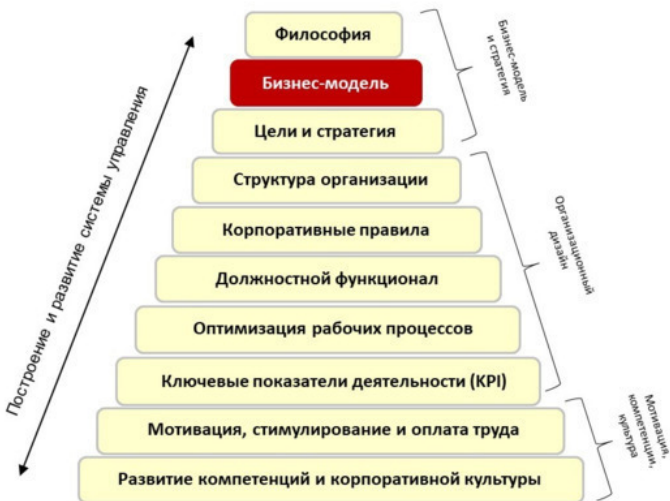 Философия
Бизнес-модель
Цели и стратегия
Структура организации
Корпоративные правила
Должностной функционал
Оптимизация рабочих процессов
Ключевые показатели деятельности (KPI)
Мотивация, стимулирование и оплата труда
Развитие компетенций и корпоративной культуры
Построение и развитие системы управления
Бизнес-модель
и стратегия
Организационный
дизайн
Мотивация,
компетенции,
культура